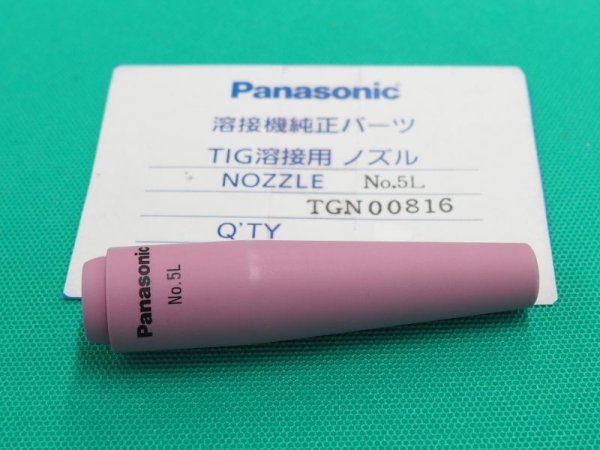 Panasonic
溶接機純正パーツ
TIG溶接用 ノズル
NOZZLE No.5L
TGN00816
Q'TY
Panasonic
No.5L